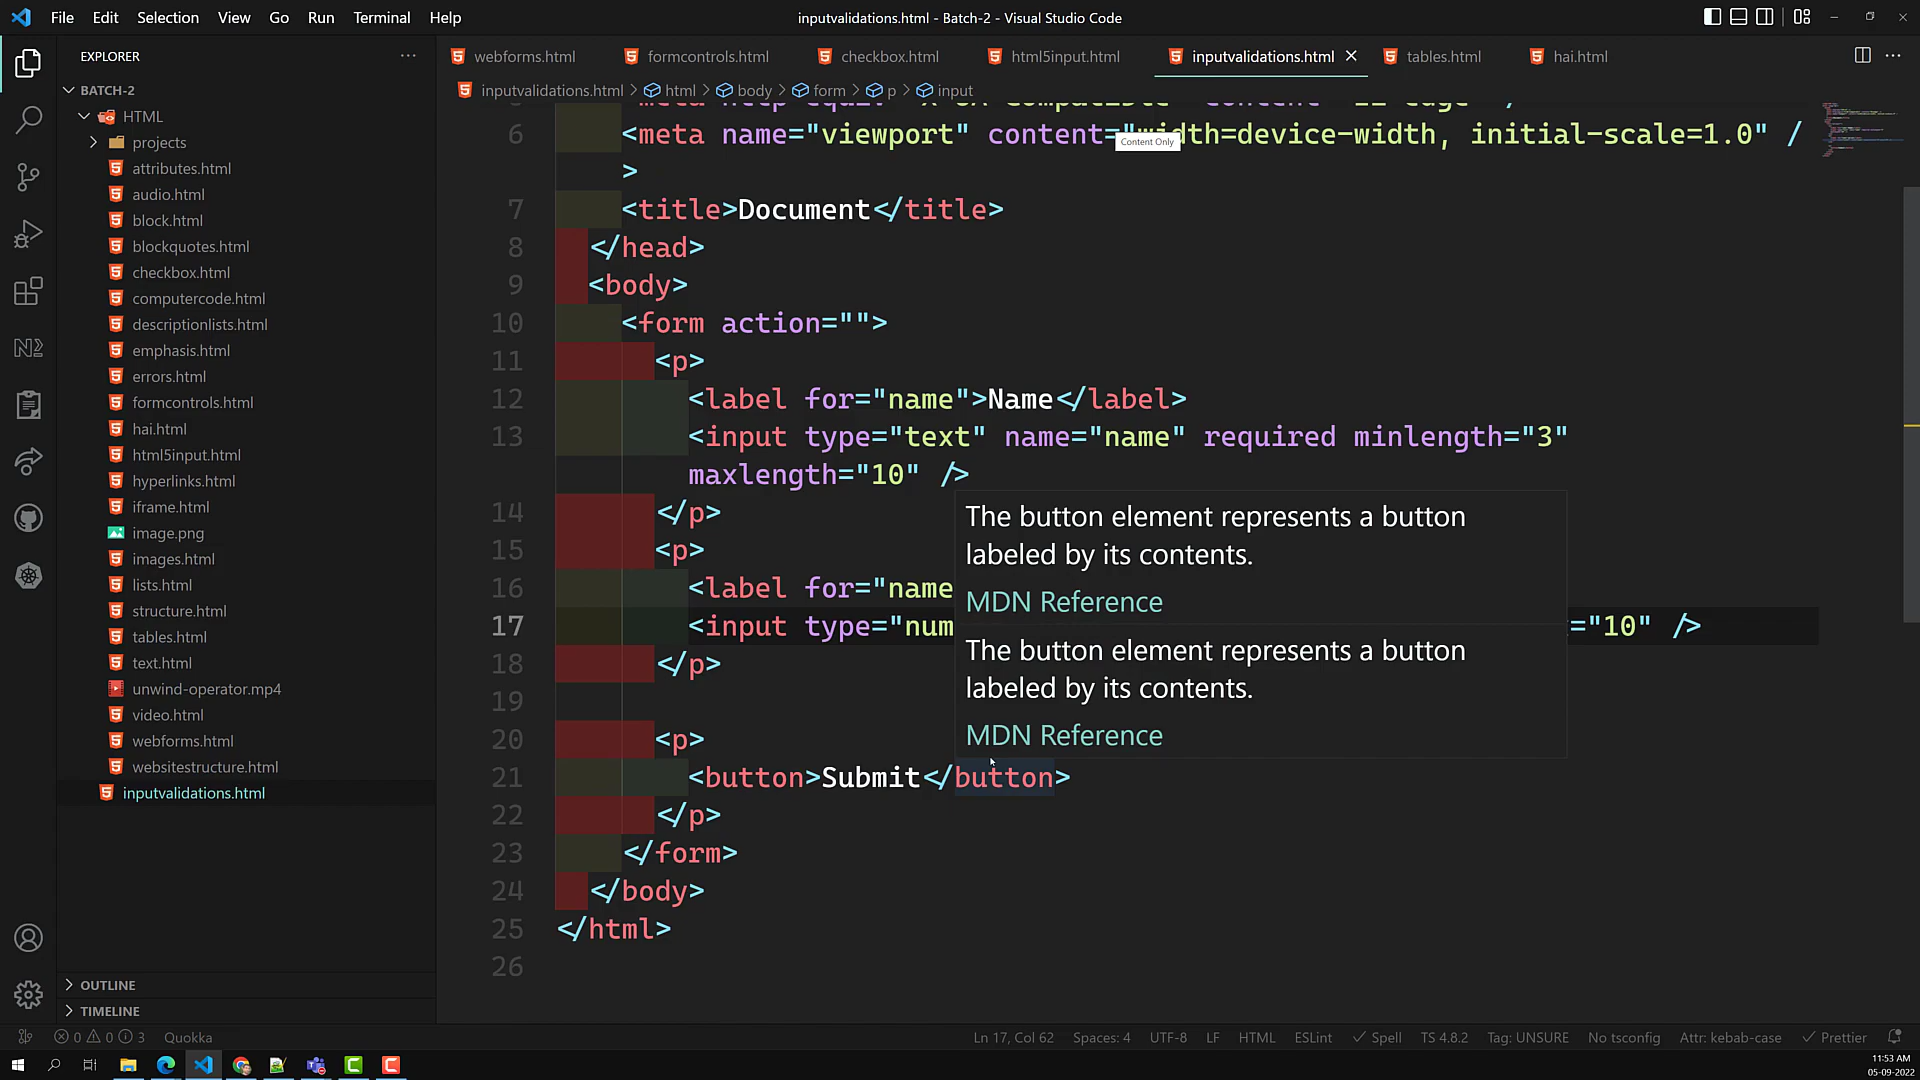 File Edit Selection View Go Run Terminal Help
inputvalidations.html - Batch-2 - Visual Studio Code
EXPLORER
BATCH-2
HTML
projects
attributes.html
audio.html
block.html
blockquotes.html
checkbox.html
computercode.html
descriptionlists.html
emphasis.html
errors.html
formcontrols.html
hai.html
html5input.html
hyperlinks.html
iframe.html
image.png
images.html
lists.html
structure.html
tables.html
text.html
unwind-operator.mp4
video.html
webforms.html
websitestructure.html
inputvalidations.html
OUTLINE
TIMELINE
webforms.html formcontrols.html checkbox.html html5input.html inputvalidations.html tables.html hai.html
inputvalidations.html > html > body > form > p > input
6 <meta name="viewport" content="width=device-width, initial-scale=1.0" /
>
Content Only
7 <title>Document</title>
8 </head>
9 <body>
10 <form action="">
11 <p>
12 <label for="name">Name</label>
13 <input type="text" name="name" required minlength="3"
maxlength="10" />
14 </p>
15 <p>
16 <label for="name
17 <input type="num ="10" />
18 </p>
19
20 <p>
21 <button>Submit</button>
22 </p>
23 </form>
24 </body>
25 </html>
26
The button element represents a button
labeled by its contents.
MDN Reference
The button element represents a button
labeled by its contents.
MDN Reference
0 0 3 Quokka
Ln 17, Col 62 Spaces: 4 UTF-8 LF HTML ESLint Spell TS 4.8.2 Tag: UNSURE No tsconfig Attr: kebab-case Prettier
11:53 AM
05-09-2022